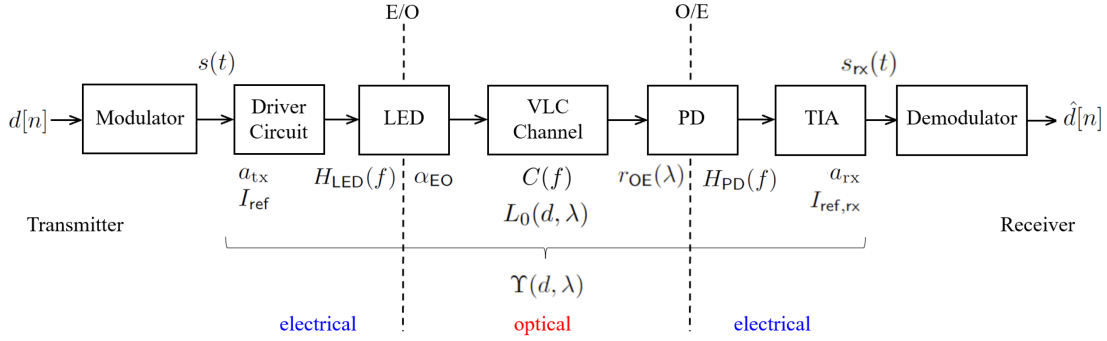 E/O O/E
s(t) s_rx(t)
d[n] Modulator Driver Circuit LED VLC Channel PD TIA Demodulator d̂[n]
a_tx H_LED(f) α_EO C(f) r_OE(λ) H_PD(f) a_rx
I_ref L_0(d, λ) I_ref,rx
Transmitter Receiver
Υ(d, λ)
electrical optical electrical